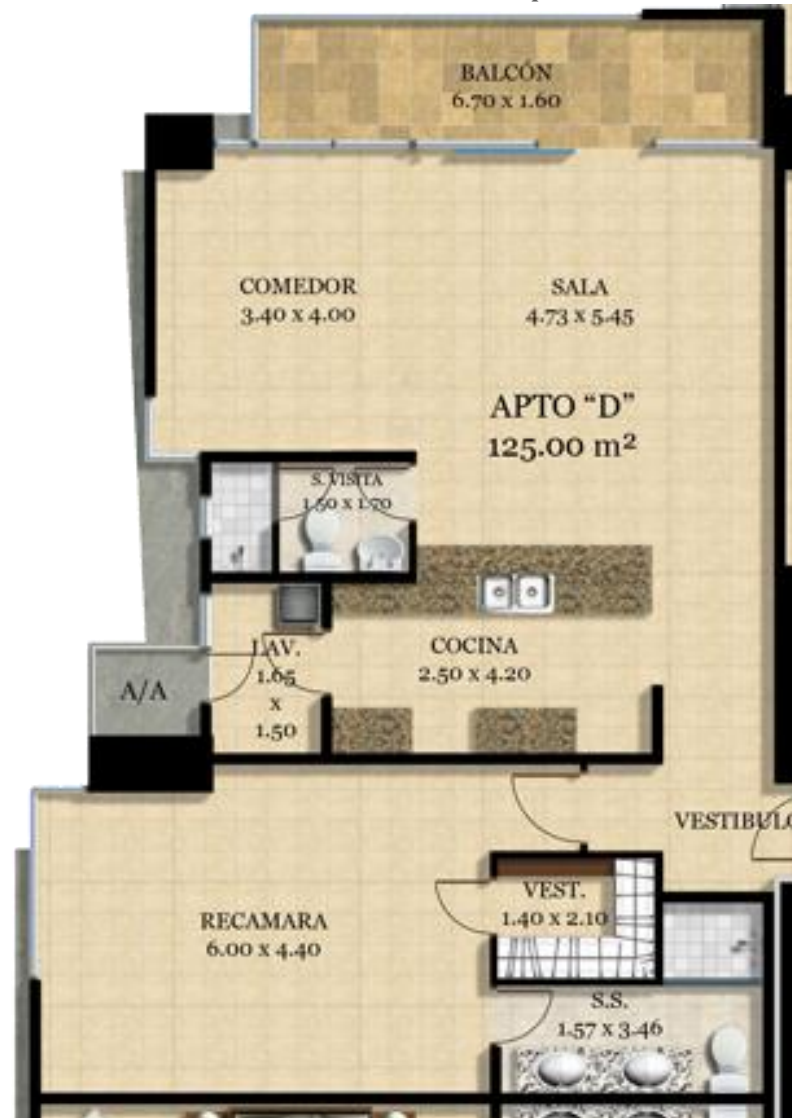 BALCÓN
6.70 x 1.60
COMEDOR
3.40 x 4.00
SALA
4.73 x 5.45
APTO “D”
125.00 m²
S. VISITA
1.50 x 1.70
LAV.
1.65
x
1.50
COCINA
2.50 x 4.20
A/A
VESTIBULO
VEST.
1.40 x 2.10
RECAMARA
6.00 x 4.40
S.S.
1.57 x 3.46